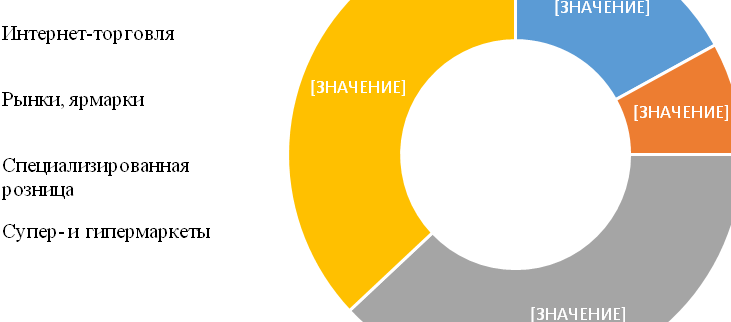 [ЗНАЧЕНИЕ]
Интернет-торговля
[ЗНАЧЕНИЕ]
Рынки, ярмарки
[ЗНАЧЕНИЕ]
Специализированная
розница
Супер- и гипермаркеты
[ЗНАЧЕНИЕ]